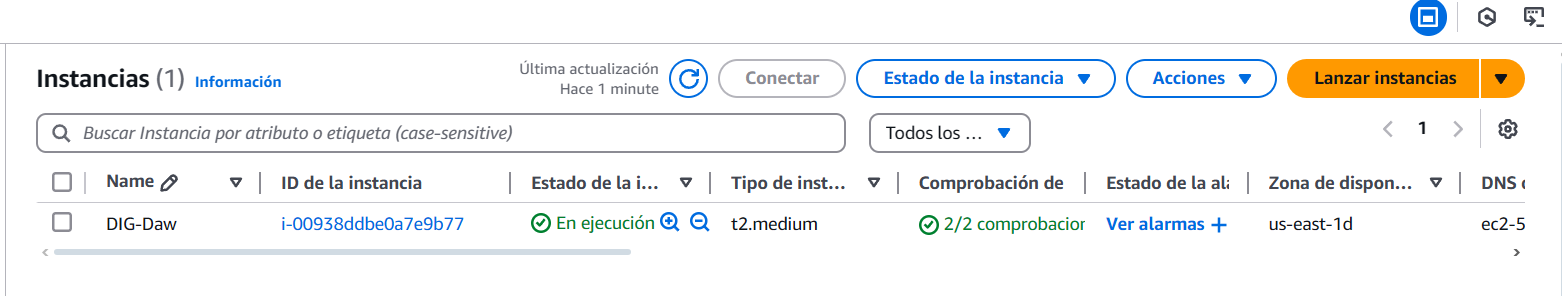 Instancias (1) Información
Última actualización
Hace 1 minute
Conectar
Estado de la instancia
Acciones
Lanzar instancias
Buscar Instancia por atributo o etiqueta (case-sensitive)
Todos los ...
1
Name ID de la instancia Estado de la i... Tipo de inst... Comprobación de Estado de la ala Zona de dispon... DNS
DIG-Daw i-00938ddbe0a7e9b77 En ejecución t2.medium 2/2 comprobacion Ver alarmas + us-east-1d ec2-5